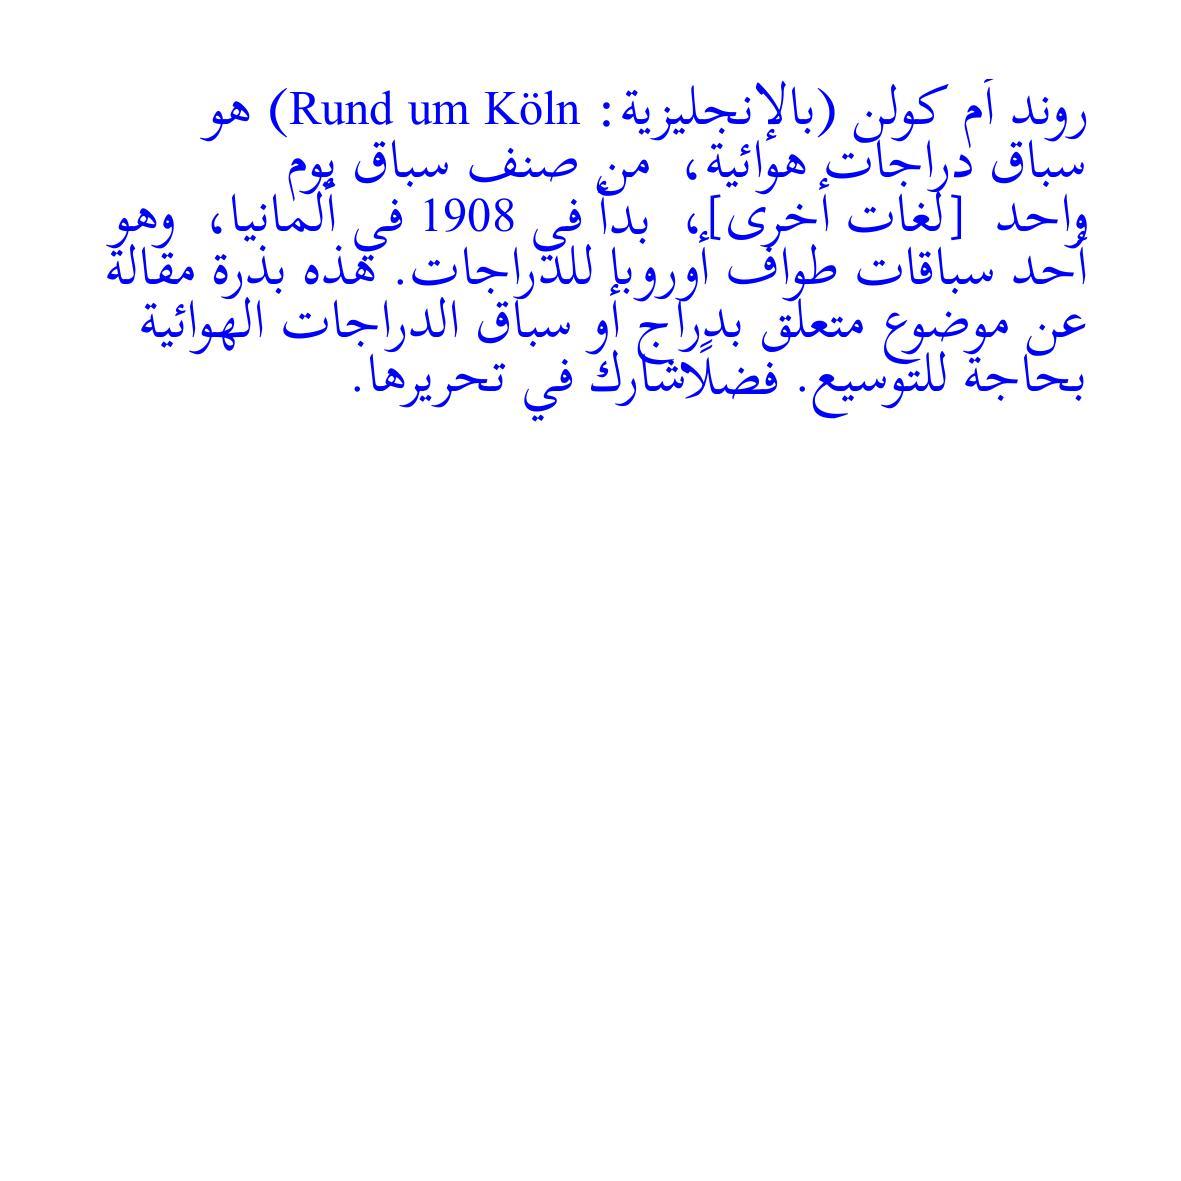 روند أم كولن (بالإنجليزية: Rund um Köln) هو
سباق دراجات هوائية، من صنف سباق يوم
واحد [لغات أخرى]، بدأ في 1908 في ألمانيا، وهو
أحد سباقات طواف أوروبا للدراجات. هذه بذرة مقالة
عن موضوع متعلق بدراج أو سباق الدراجات الهوائية
بحاجة للتوسيع. فضلًاشارك في تحريرها.